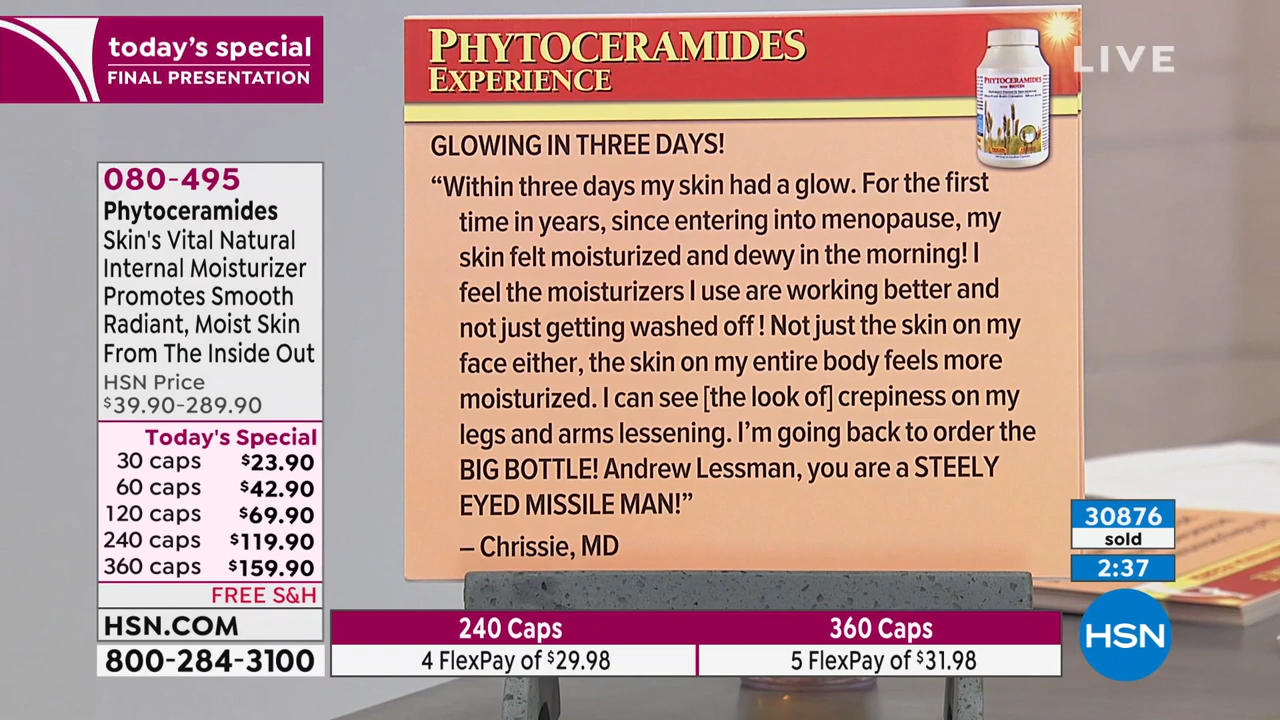 today's special
FINAL PRESENTATION
080-495
Phytoceramides
Skin's Vital Natural
Internal Moisturizer
Promotes Smooth
Radiant, Moist Skin
From The Inside Out
HSN Price
$39.90-289.90
Today's Special
30 caps $23.90
60 caps $42.90
120 caps $69.90
240 caps $119.90
360 caps $159.90
FREE S&H
HSN.COM
800-284-3100
PHYTOCERAMIDES
EXPERIENCE
PHYTOCERAMIDES
WITH BIOTIN
GLOWING IN THREE DAYS!
“Within three days my skin had a glow. For the first
time in years, since entering into menopause, my
skin felt moisturized and dewy in the morning! I
feel the moisturizers I use are working better and
not just getting washed off! Not just the skin on my
face either, the skin on my entire body feels more
moisturized. I can see [the look of] crepiness on my
legs and arms lessening. I’m going back to order the
BIG BOTTLE! Andrew Lessman, you are a STEELY
EYED MISSILE MAN!”
– Chrissie, MD
LIVE
30876
sold
2:37
HSN
240 Caps 360 Caps
4 FlexPay of $29.98 5 FlexPay of $31.98